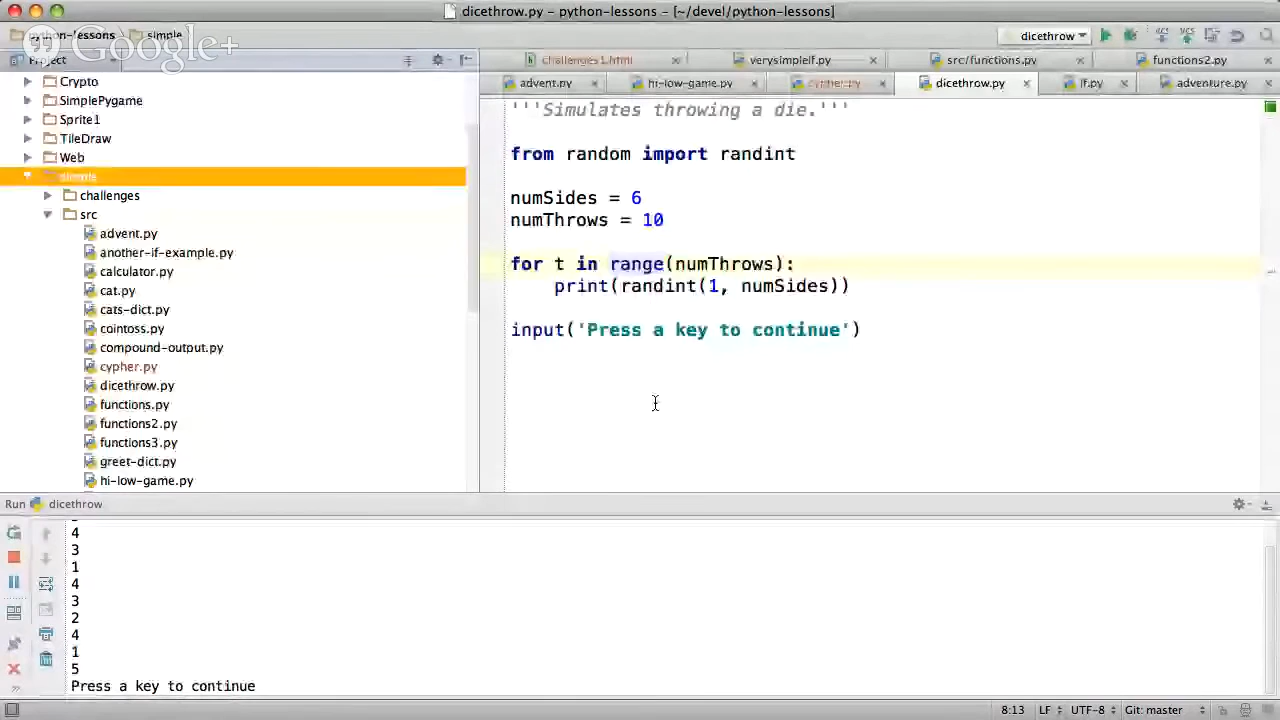 dicethrow.py – python-lessons – [~/devel/python-lessons]
python-lessons simple
Google+
dicethrow
Project
challenges1.html verysimpleIf.py src/functions.py functions2.py
advent.py hi-low-game.py cypher.py dicethrow.py If.py adventure.py
Crypto
SimplePygame
Sprite1
TileDraw
Web
simple
challenges
src
advent.py
another-if-example.py
calculator.py
cat.py
cats-dict.py
cointoss.py
compound-output.py
cypher.py
dicethrow.py
functions.py
functions2.py
functions3.py
greet-dict.py
hi-low-game.py
'''Simulates throwing a die.'''
from random import randint
numSides = 6
numThrows = 10
for t in range(numThrows):
print(randint(1, numSides))
input('Press a key to continue')
Run dicethrow
4
3
1
4
3
2
4
1
5
Press a key to continue
8:13 LF UTF-8 Git: master